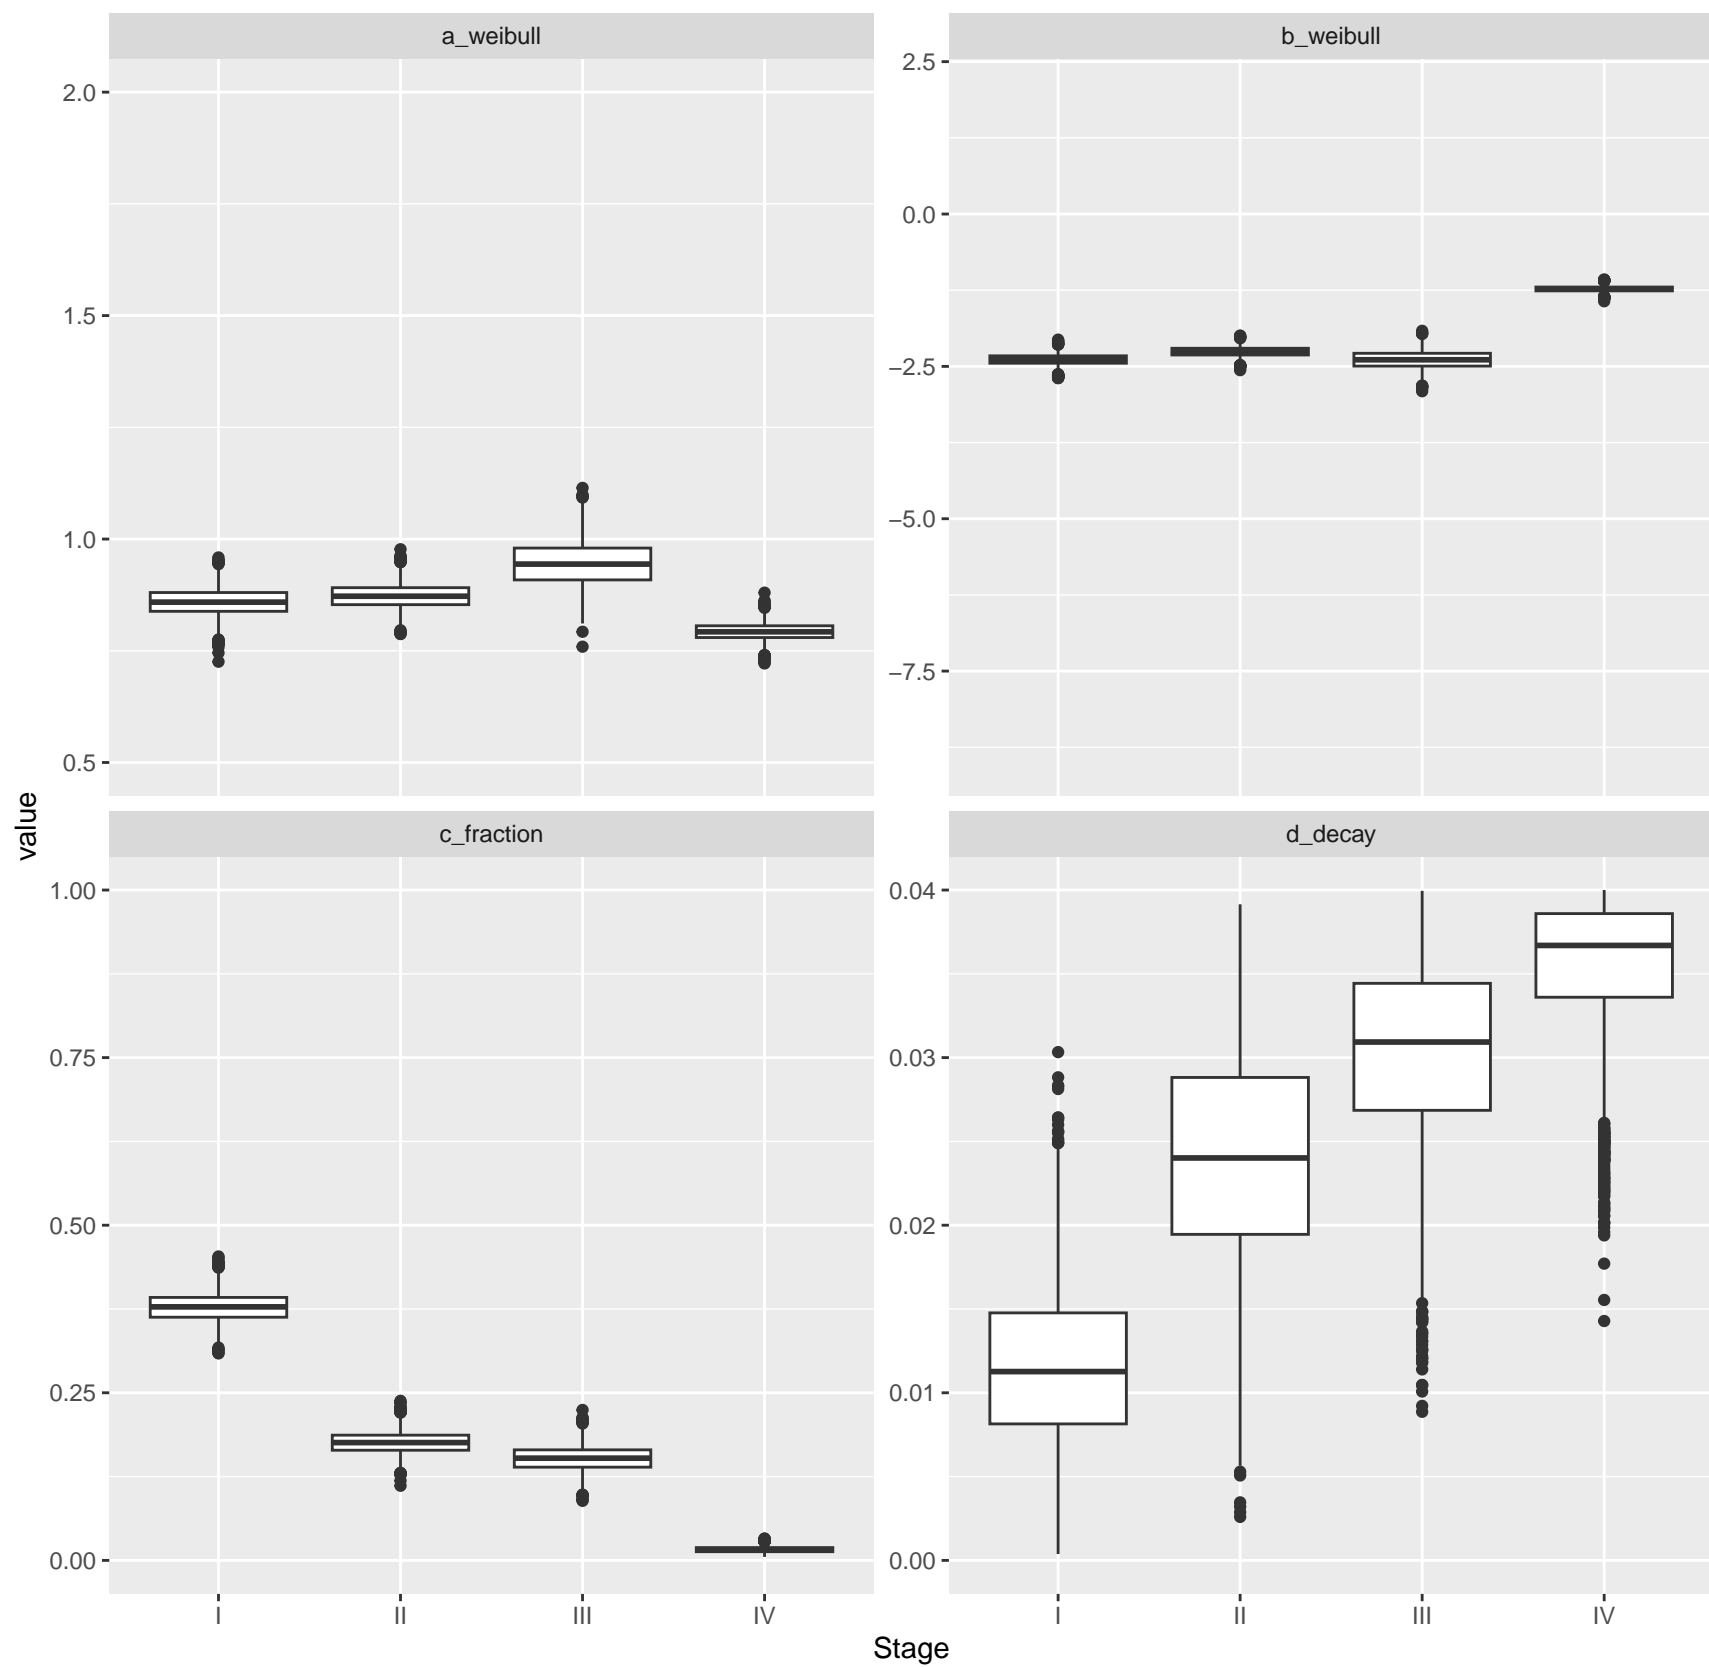 a_weibull
b_weibull
2.0
1.5
1.0
0.5
2.5
0.0
−2.5
−5.0
−7.5
value
c_fraction
d_decay
1.00
0.75
0.50
0.25
0.00
0.04
0.03
0.02
0.01
0.00
I II III IV
I II III IV
Stage